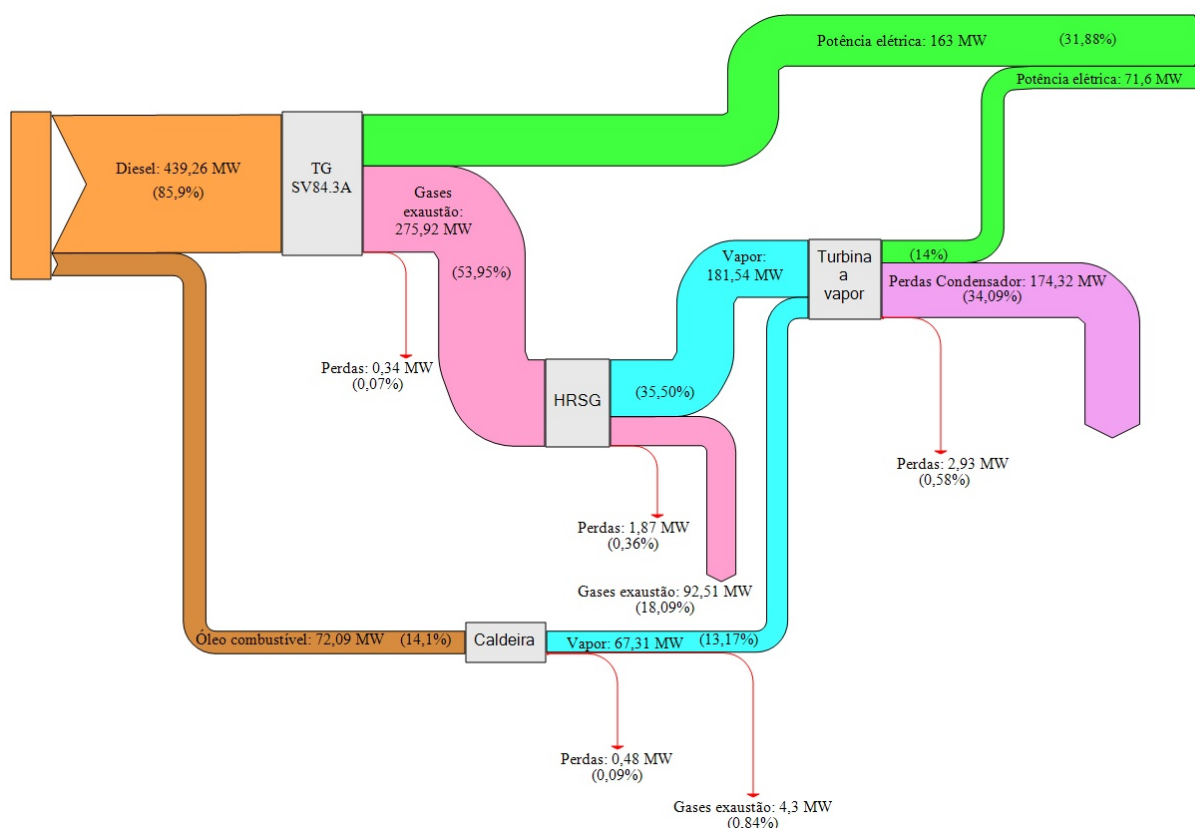 Potência elétrica: 163 MW (31,88%)
Potência elétrica: 71,6 MW
Diesel: 439,26 MW
(85,9%)
TG
SV84.3A
Gases
exaustão:
275,92 MW
(53,95%)
Vapor:
181,54 MW
Turbina
a
vapor
(14%)
Perdas Condensador: 174,32 MW
(34,09%)
Perdas: 0,34 MW
(0,07%)
HRSG
(35,50%)
Perdas: 2,93 MW
(0,58%)
Perdas: 1,87 MW
(0,36%)
Gases exaustão: 92,51 MW
(18,09%)
Óleo combustível: 72,09 MW (14,1%)
Caldeira
Vapor: 67,31 MW (13,17%)
Perdas: 0,48 MW
(0,09%)
Gases exaustão: 4,3 MW
(0,84%)